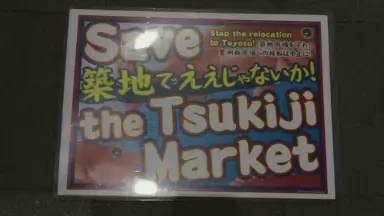 Save
Stop the relocation
to Toyosu!
築地でええじゃないか!
the Tsukiji
Market